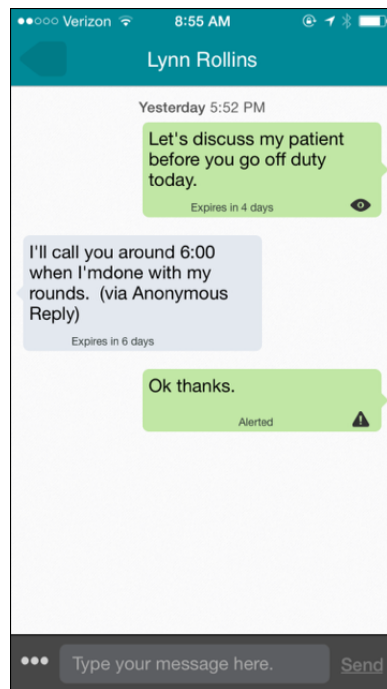 Verizon 8:55 AM
Lynn Rollins
Yesterday 5:52 PM
Let's discuss my patient
before you go off duty
today.
Expires in 4 days
I'll call you around 6:00
when I'mdone with my
rounds.  (via Anonymous
Reply)
Expires in 6 days
Ok thanks.
Alerted
Type your message here.
Send